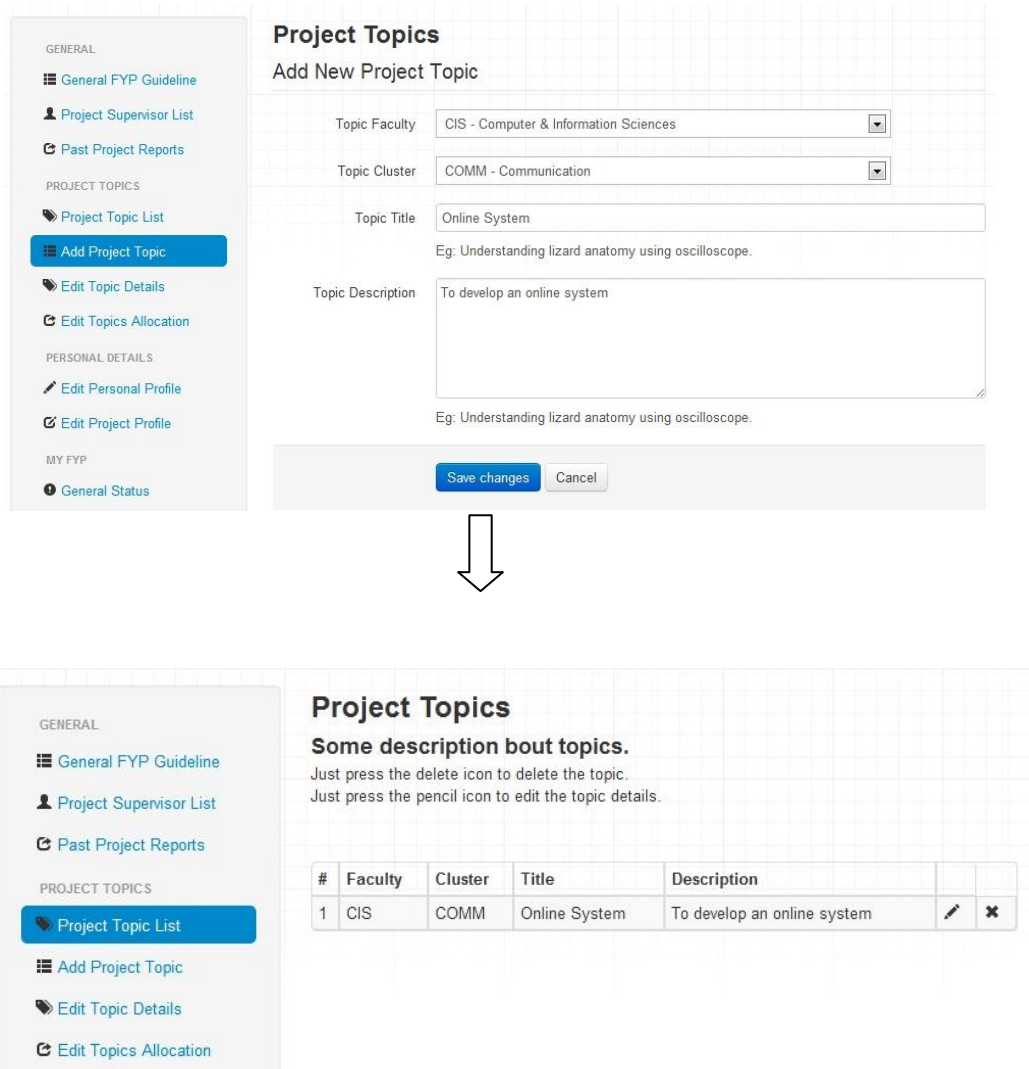 GENERAL
General FYP Guideline
Project Supervisor List
Past Project Reports
PROJECT TOPICS
Project Topic List
Add Project Topic
Edit Topic Details
Edit Topics Allocation
PERSONAL DETAILS
Edit Personal Profile
Edit Project Profile
MY FYP
General Status
Project Topics
Add New Project Topic
Topic Faculty CIS - Computer & Information Sciences
Topic Cluster COMM - Communication
Topic Title Online System
Eg: Understanding lizard anatomy using oscilloscope.
Topic Description To develop an online system
Eg: Understanding lizard anatomy using oscilloscope.
Save changes Cancel
GENERAL
General FYP Guideline
Project Supervisor List
Past Project Reports
PROJECT TOPICS
Project Topic List
Add Project Topic
Edit Topic Details
Edit Topics Allocation
Project Topics
Some description bout topics.
Just press the delete icon to delete the topic.
Just press the pencil icon to edit the topic details.
# Faculty Cluster Title Description
1 CIS COMM Online System To develop an online system